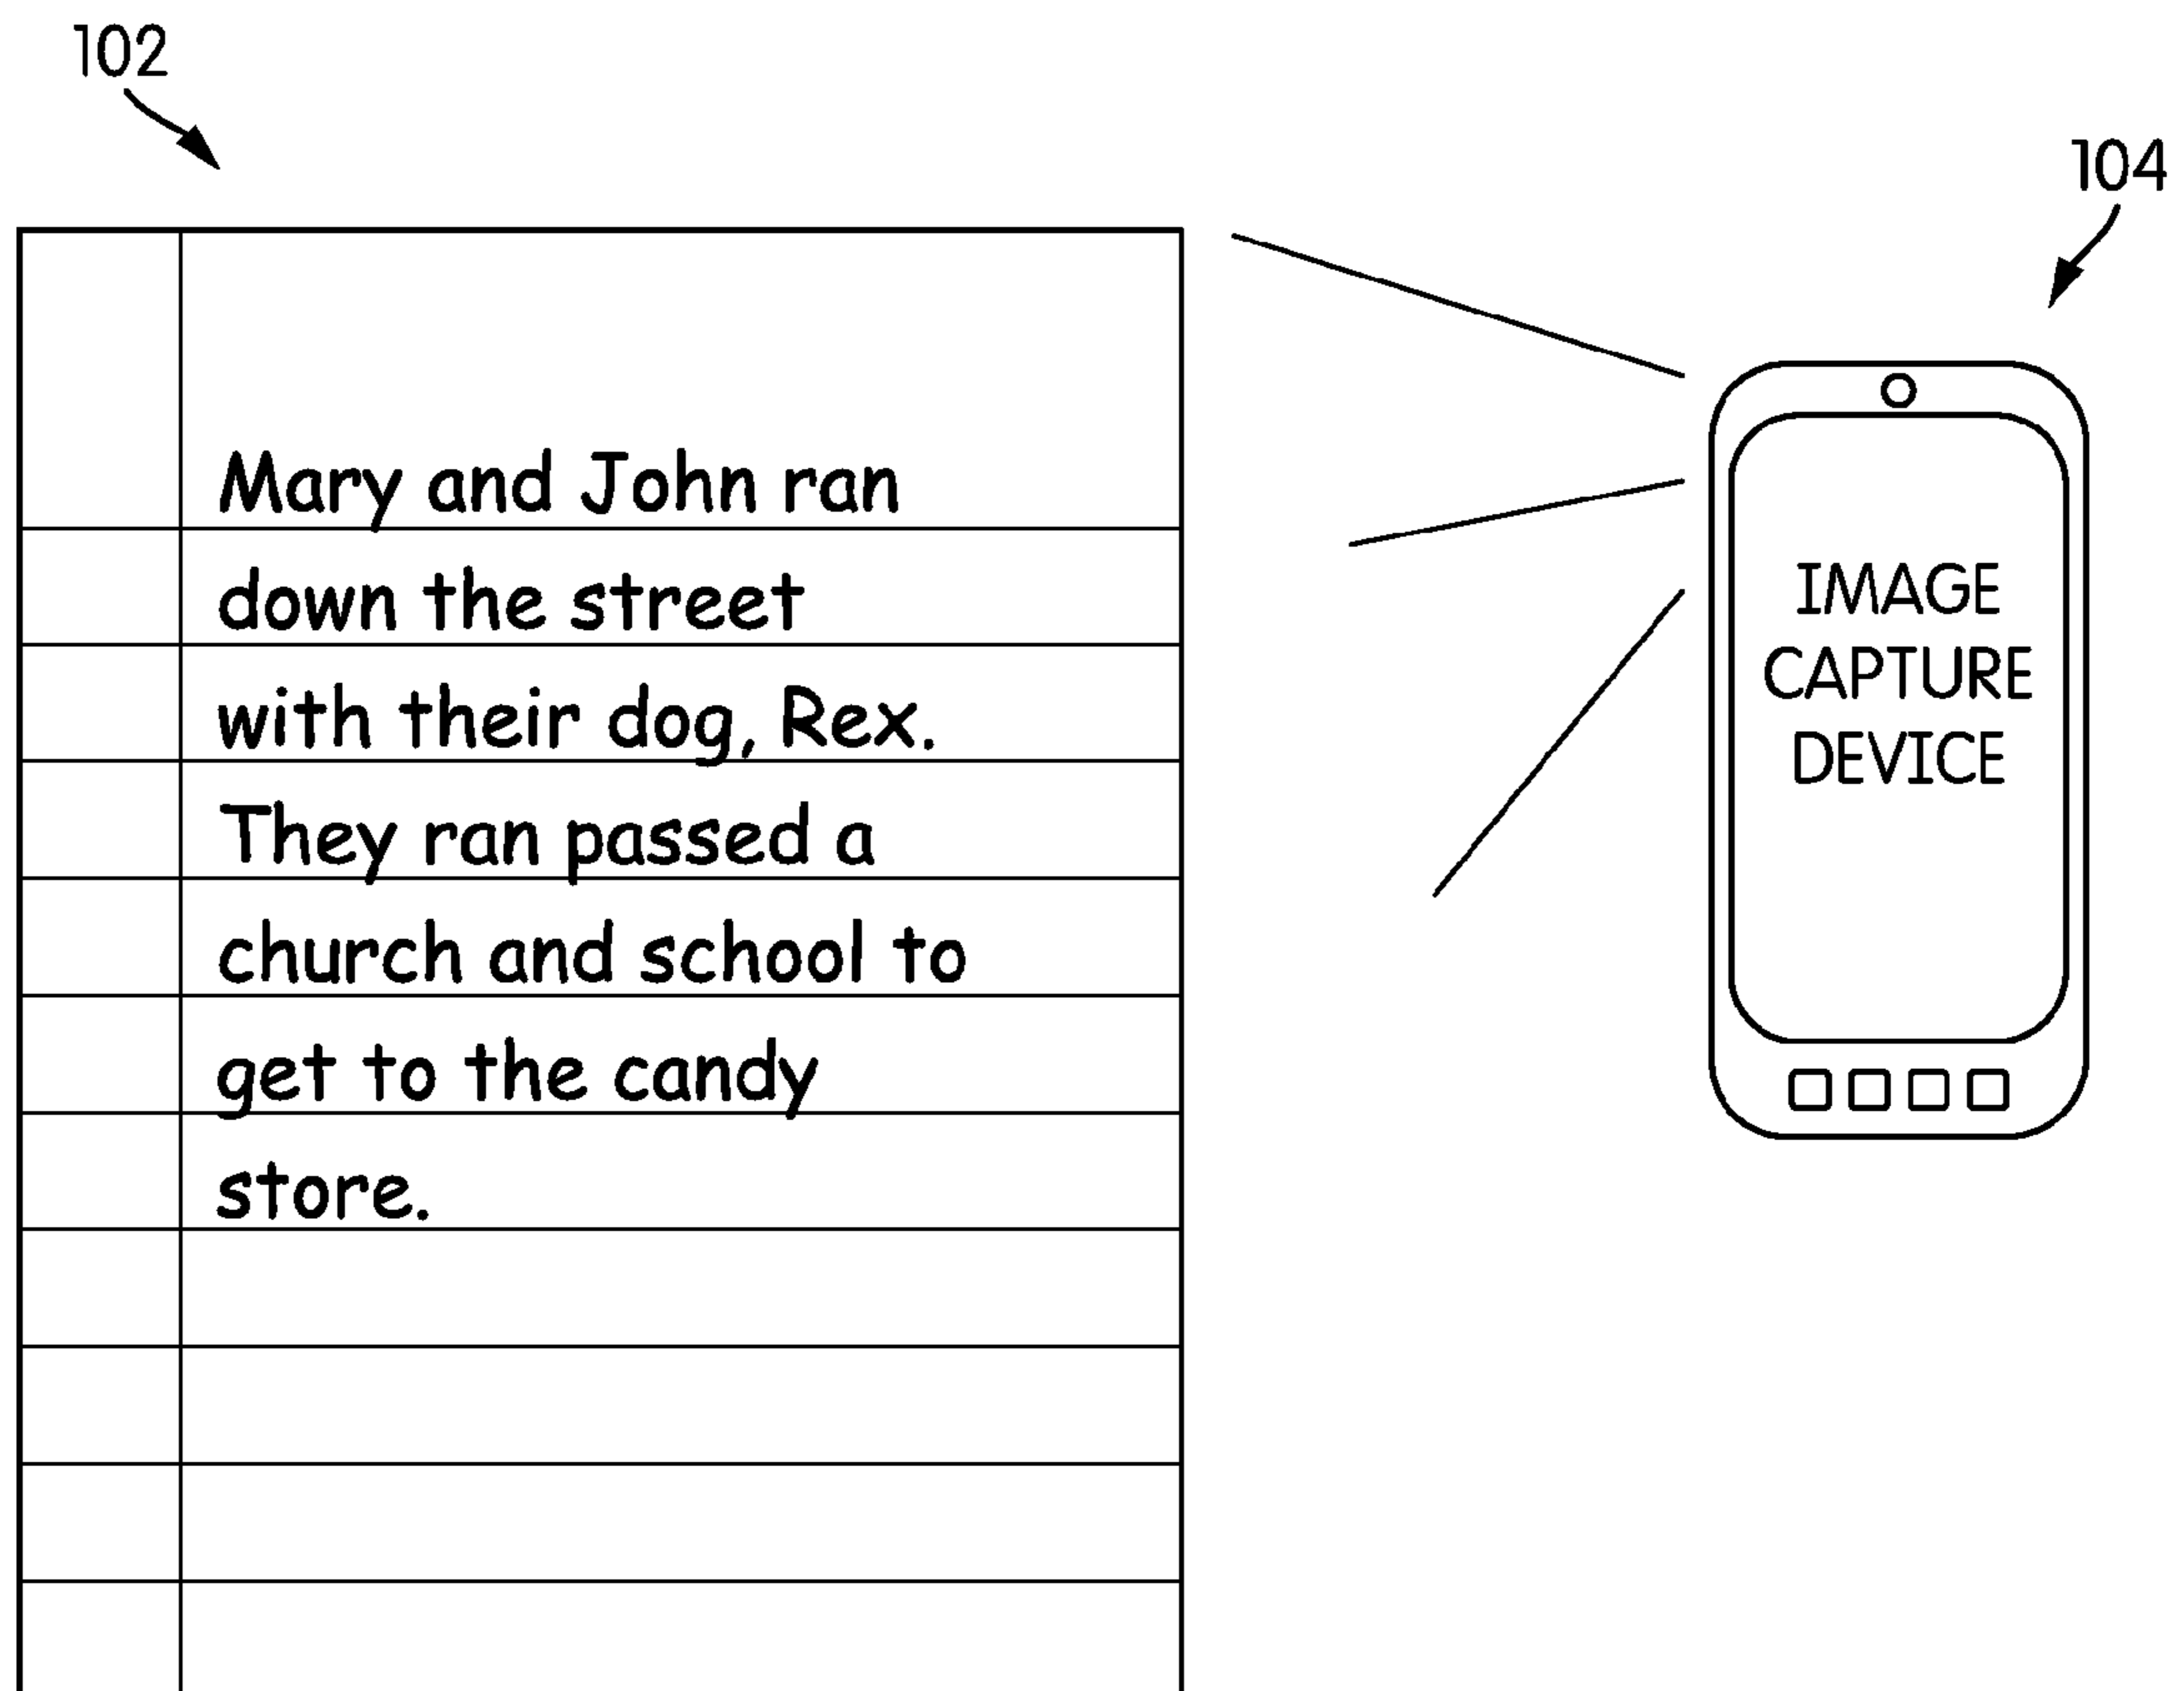 102
104
Mary and John ran
down the street
with their dog, Rex.
They ran passed a
church and school to
get to the candy
store.
IMAGE
CAPTURE
DEVICE